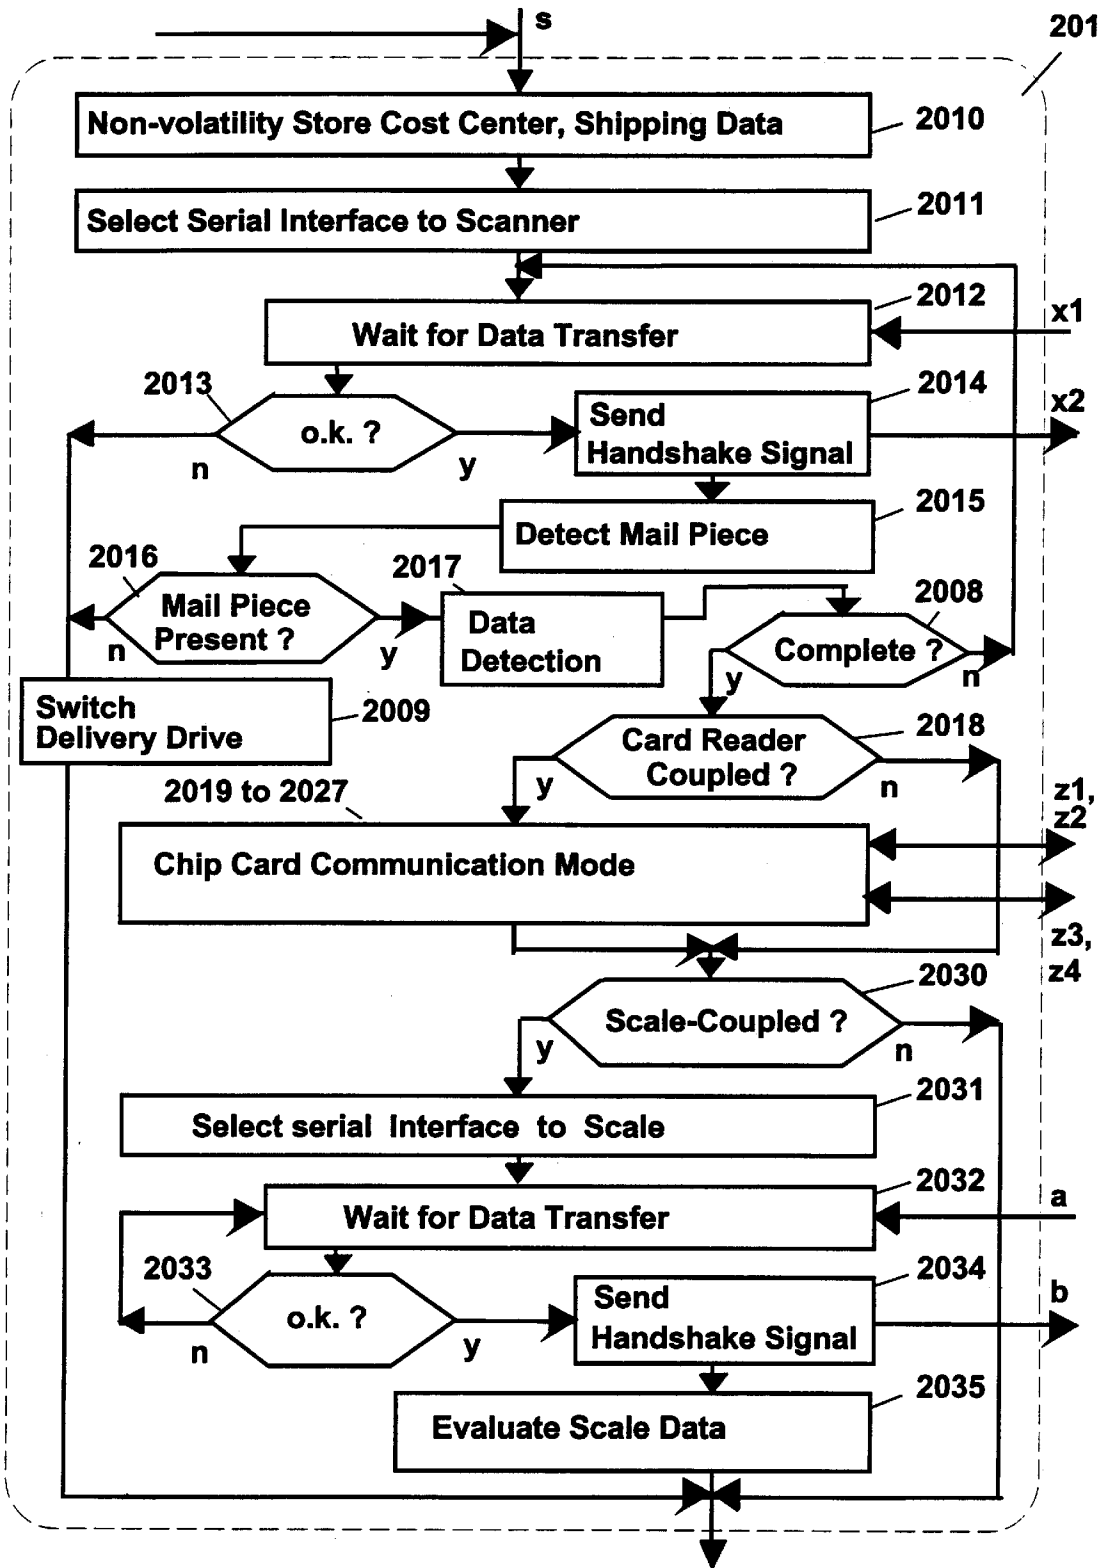 s
201
Non-volatility Store Cost Center, Shipping Data
2010
Select Serial Interface to Scanner
2011
2012
Wait for Data Transfer
x1
2013
o.k. ?
n
y
2014
Send
Handshake Signal
x2
2015
Detect Mail Piece
2016
Mail Piece
Present ?
n
y
2017
Data
Detection
2008
Complete ?
y
n
Switch
Delivery Drive
2009
2018
Card Reader
Coupled ?
y
n
2019 to 2027
Chip Card Communication Mode
z1,
z2
z3,
z4
2030
Scale-Coupled ?
y
n
2031
Select serial Interface to Scale
2032
Wait for Data Transfer
a
2033
o.k. ?
n
y
2034
Send
Handshake Signal
b
2035
Evaluate Scale Data